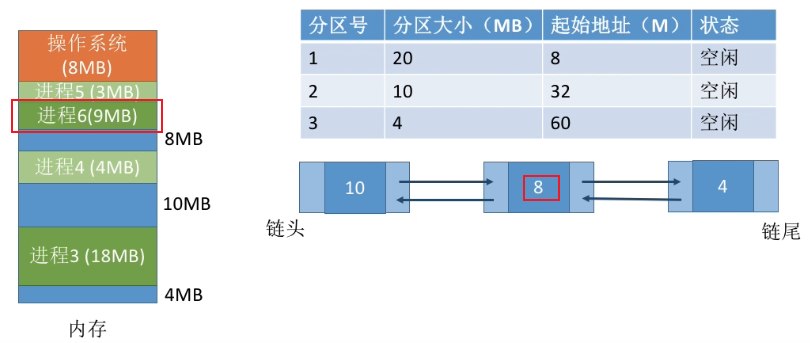 操作系统
(8MB)
进程5 (3MB)
进程6(9MB)
8MB
进程4 (4MB)
10MB
进程3 (18MB)
4MB
内存
分区号 分区大小（MB） 起始地址（M） 状态
1 20 8 空闲
2 10 32 空闲
3 4 60 空闲
10 8 4
链头
链尾